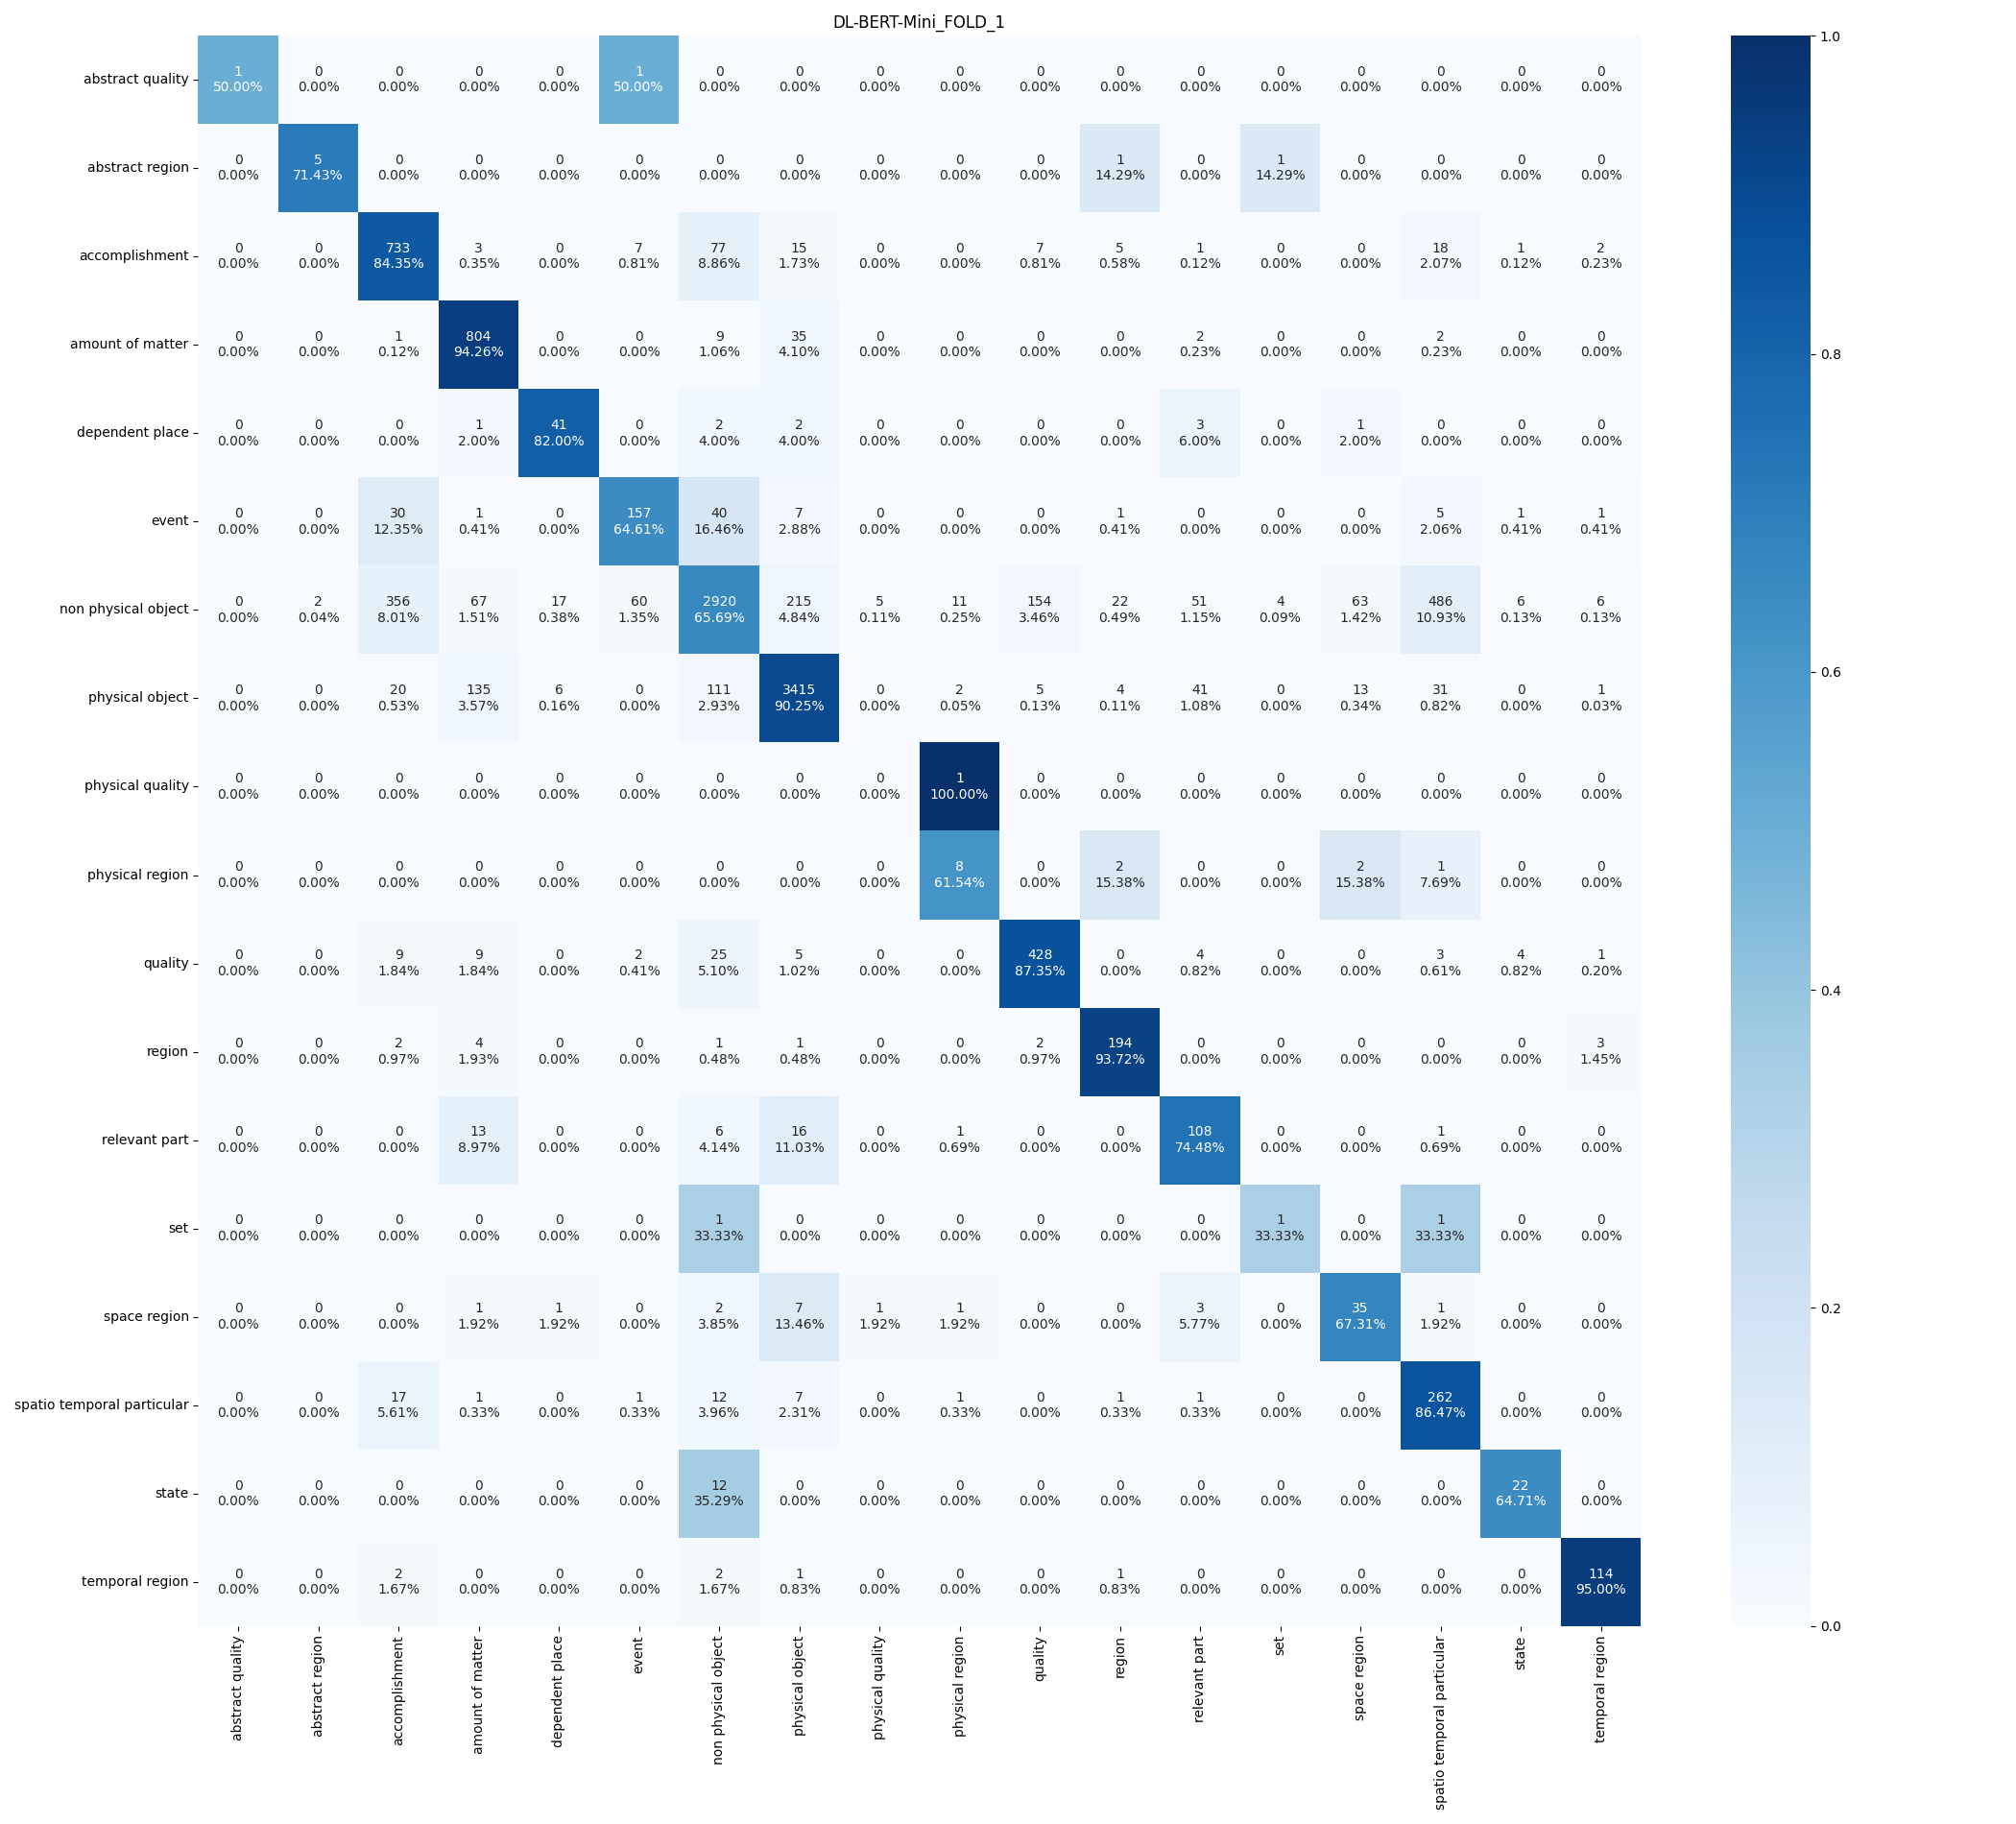 DL-BERT-Mini_FOLD_1
abstract quality 1 0 0 0 0 1 0 0 0 0 0 0 0 0 0 0 0 0
50.00% 0.00% 0.00% 0.00% 0.00% 50.00% 0.00% 0.00% 0.00% 0.00% 0.00% 0.00% 0.00% 0.00% 0.00% 0.00% 0.00% 0.00%
abstract region 0 5 0 0 0 0 0 0 0 0 0 1 0 1 0 0 0 0
0.00% 71.43% 0.00% 0.00% 0.00% 0.00% 0.00% 0.00% 0.00% 0.00% 0.00% 14.29% 0.00% 14.29% 0.00% 0.00% 0.00% 0.00%
accomplishment 0 0 733 3 0 7 77 15 0 0 7 5 1 0 0 18 1 2
0.00% 0.00% 84.35% 0.35% 0.00% 0.81% 8.86% 1.73% 0.00% 0.00% 0.81% 0.58% 0.12% 0.00% 0.00% 2.07% 0.12% 0.23%
amount of matter 0 0 1 804 0 0 9 35 0 0 0 0 2 0 0 2 0 0
0.00% 0.00% 0.12% 94.26% 0.00% 0.00% 1.06% 4.10% 0.00% 0.00% 0.00% 0.00% 0.23% 0.00% 0.00% 0.23% 0.00% 0.00%
dependent place 0 0 0 1 41 0 2 2 0 0 0 0 3 0 1 0 0 0
0.00% 0.00% 0.00% 2.00% 82.00% 0.00% 4.00% 4.00% 0.00% 0.00% 0.00% 0.00% 6.00% 0.00% 2.00% 0.00% 0.00% 0.00%
event 0 0 30 1 0 157 40 7 0 0 0 1 0 0 0 5 1 1
0.00% 0.00% 12.35% 0.41% 0.00% 64.61% 16.46% 2.88% 0.00% 0.00% 0.00% 0.41% 0.00% 0.00% 0.00% 2.06% 0.41% 0.41%
non physical object 0 2 356 67 17 60 2920 215 5 11 154 22 51 4 63 486 6 6
0.00% 0.04% 8.01% 1.51% 0.38% 1.35% 65.69% 4.84% 0.11% 0.25% 3.46% 0.49% 1.15% 0.09% 1.42% 10.93% 0.13% 0.13%
physical object 0 0 20 135 6 0 111 3415 0 2 5 4 41 0 13 31 0 1
0.00% 0.00% 0.53% 3.57% 0.16% 0.00% 2.93% 90.25% 0.00% 0.05% 0.13% 0.11% 1.08% 0.00% 0.34% 0.82% 0.00% 0.03%
physical quality 0 0 0 0 0 0 0 0 0 1 0 0 0 0 0 0 0 0
0.00% 0.00% 0.00% 0.00% 0.00% 0.00% 0.00% 0.00% 0.00% 100.00% 0.00% 0.00% 0.00% 0.00% 0.00% 0.00% 0.00% 0.00%
physical region 0 0 0 0 0 0 0 0 0 8 0 2 0 0 2 1 0 0
0.00% 0.00% 0.00% 0.00% 0.00% 0.00% 0.00% 0.00% 0.00% 61.54% 0.00% 15.38% 0.00% 0.00% 15.38% 7.69% 0.00% 0.00%
quality 0 0 9 9 0 2 25 5 0 0 428 0 4 0 0 3 4 1
0.00% 0.00% 1.84% 1.84% 0.00% 0.41% 5.10% 1.02% 0.00% 0.00% 87.35% 0.00% 0.82% 0.00% 0.00% 0.61% 0.82% 0.20%
region 0 0 2 4 0 0 1 1 0 0 2 194 0 0 0 0 0 3
0.00% 0.00% 0.97% 1.93% 0.00% 0.00% 0.48% 0.48% 0.00% 0.00% 0.97% 93.72% 0.00% 0.00% 0.00% 0.00% 0.00% 1.45%
relevant part 0 0 0 13 0 0 6 16 0 1 0 0 108 0 0 1 0 0
0.00% 0.00% 0.00% 8.97% 0.00% 0.00% 4.14% 11.03% 0.00% 0.69% 0.00% 0.00% 74.48% 0.00% 0.00% 0.69% 0.00% 0.00%
set 0 0 0 0 0 0 1 0 0 0 0 0 0 1 0 1 0 0
0.00% 0.00% 0.00% 0.00% 0.00% 0.00% 33.33% 0.00% 0.00% 0.00% 0.00% 0.00% 0.00% 33.33% 0.00% 33.33% 0.00% 0.00%
space region 0 0 0 1 1 0 2 7 1 1 0 0 3 0 35 1 0 0
0.00% 0.00% 0.00% 1.92% 1.92% 0.00% 3.85% 13.46% 1.92% 1.92% 0.00% 0.00% 5.77% 0.00% 67.31% 1.92% 0.00% 0.00%
spatio temporal particular 0 0 17 1 0 1 12 7 0 1 0 1 1 0 0 262 0 0
0.00% 0.00% 5.61% 0.33% 0.00% 0.33% 3.96% 2.31% 0.00% 0.33% 0.00% 0.33% 0.33% 0.00% 0.00% 86.47% 0.00% 0.00%
state 0 0 0 0 0 0 12 0 0 0 0 0 0 0 0 0 22 0
0.00% 0.00% 0.00% 0.00% 0.00% 0.00% 35.29% 0.00% 0.00% 0.00% 0.00% 0.00% 0.00% 0.00% 0.00% 0.00% 64.71% 0.00%
temporal region 0 0 2 0 0 0 2 1 0 0 0 1 0 0 0 0 0 114
0.00% 0.00% 1.67% 0.00% 0.00% 0.00% 1.67% 0.83% 0.00% 0.00% 0.00% 0.83% 0.00% 0.00% 0.00% 0.00% 0.00% 95.00%
abstract quality
abstract region
accomplishment
amount of matter
dependent place
event
non physical object
physical object
physical quality
physical region
quality
region
relevant part
set
space region
spatio temporal particular
state
temporal region
1.0
0.8
0.6
0.4
0.2
0.0